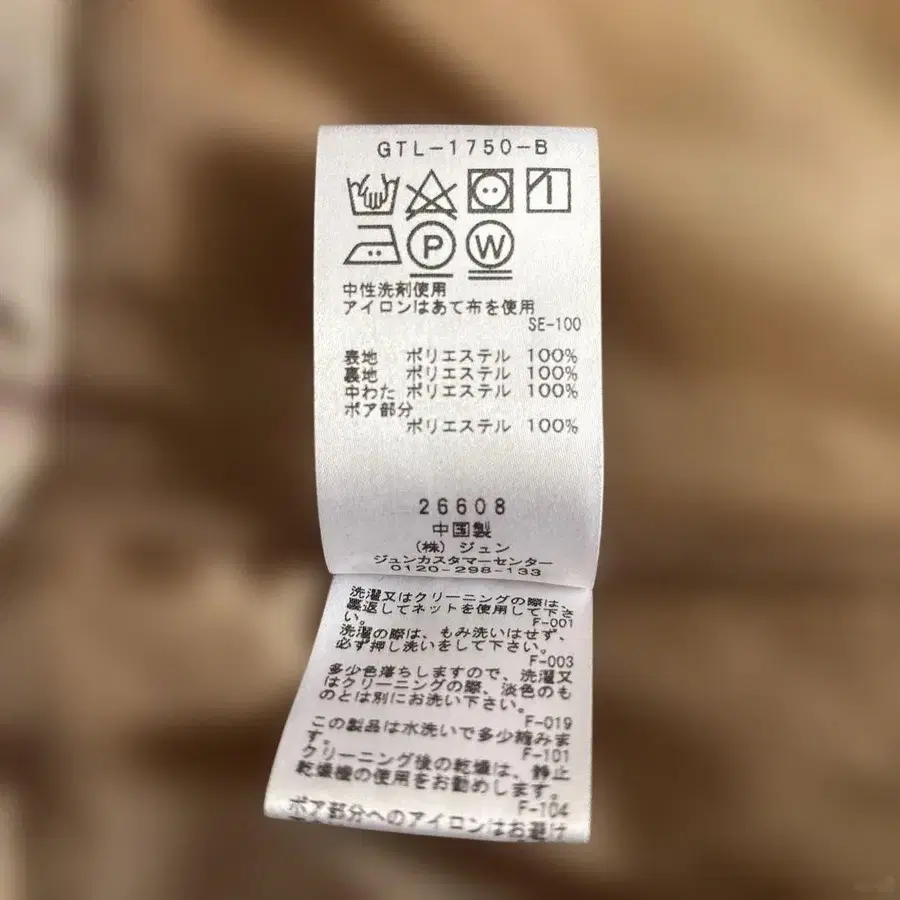 GTL-1750-B
P W
中性洗剤使用
アイロンはあて布を使用
SE-100
表地 ポリエステル 100%
裏地 ポリエステル 100%
中わた ポリエステル 100%
ボア部分
ポリエステル 100%
26608
中国製
(株) ジュン
ジュンカスタマーセンター
0120-298-133
洗濯又はクリーニングの際は、
裏返してネットを使用して下さ
い。
F-001
洗濯の際は、もみ洗いはせず、
必ず押し洗いをして下さい。
F-003
多少色落ちしますので、洗濯又
はクリーニングの際、淡色のも
のとは別にお洗い下さい。
F-019
この製品は水洗いで多少縮みま
す。
F-101
クリーニング後の乾燥は、静止
乾燥機の使用をお勧めします。
F-104
ボア部分へのアイロンはお避け